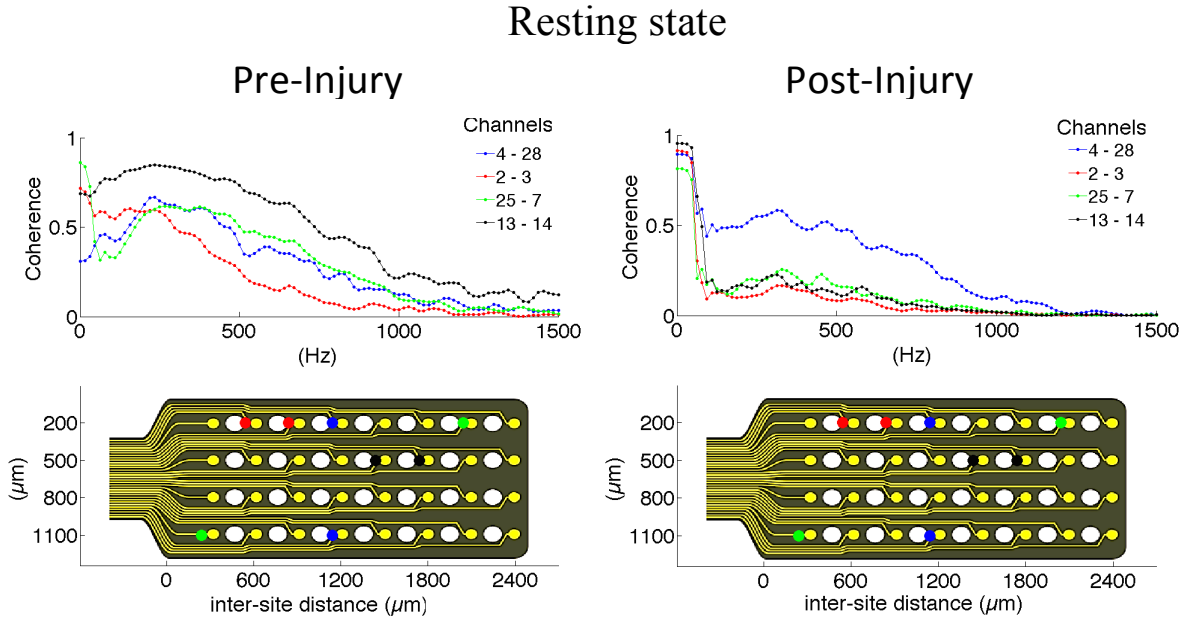 Resting state
Pre-Injury
Post-Injury
Channels
4 - 28
2 - 3
25 - 7
13 - 14
Coherence
1
0.5
0
0
500
1000
1500
(Hz)
Channels
4 - 28
2 - 3
25 - 7
13 - 14
Coherence
1
0.5
0
0
500
1000
1500
(Hz)
(µm)
200
500
800
1100
0
600
1200
1800
2400
inter-site distance (µm)
(µm)
200
500
800
1100
0
600
1200
1800
2400
inter-site distance (µm)